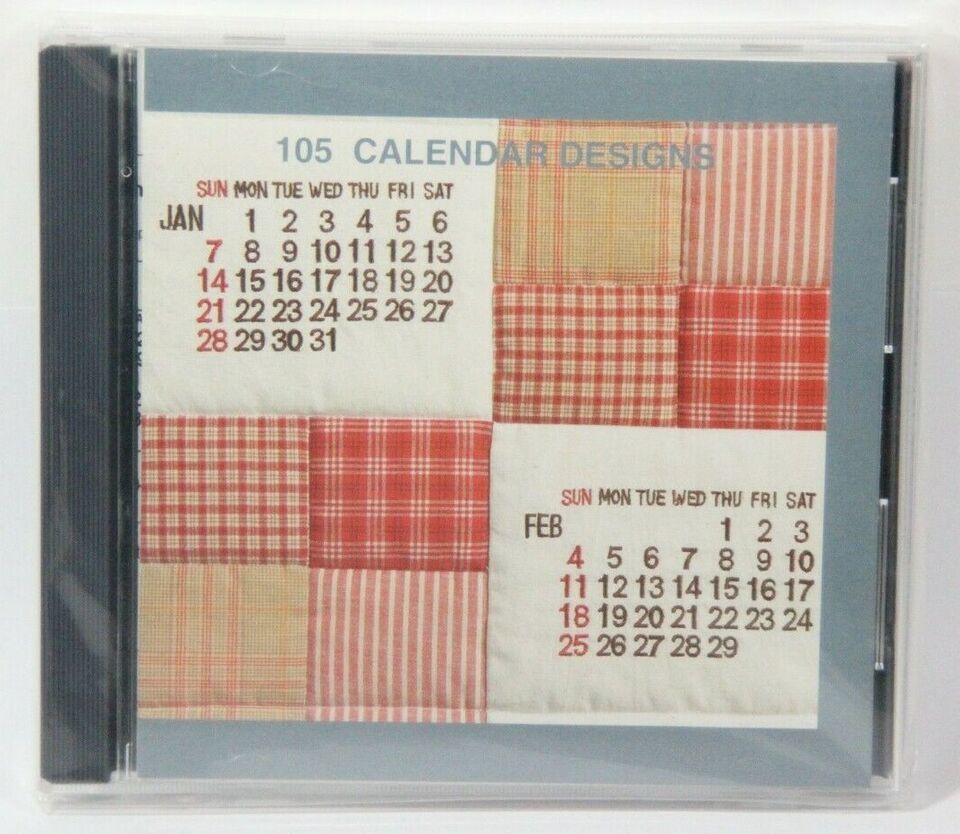 105 CALENDAR DESIGNS
SUN MON TUE WED THU FRI SAT
JAN 1 2 3 4 5 6
7 8 9 10 11 12 13
14 15 16 17 18 19 20
21 22 23 24 25 26 27
28 29 30 31
SUN MON TUE WED THU FRI SAT
FEB 1 2 3
4 5 6 7 8 9 10
11 12 13 14 15 16 17
18 19 20 21 22 23 24
25 26 27 28 29